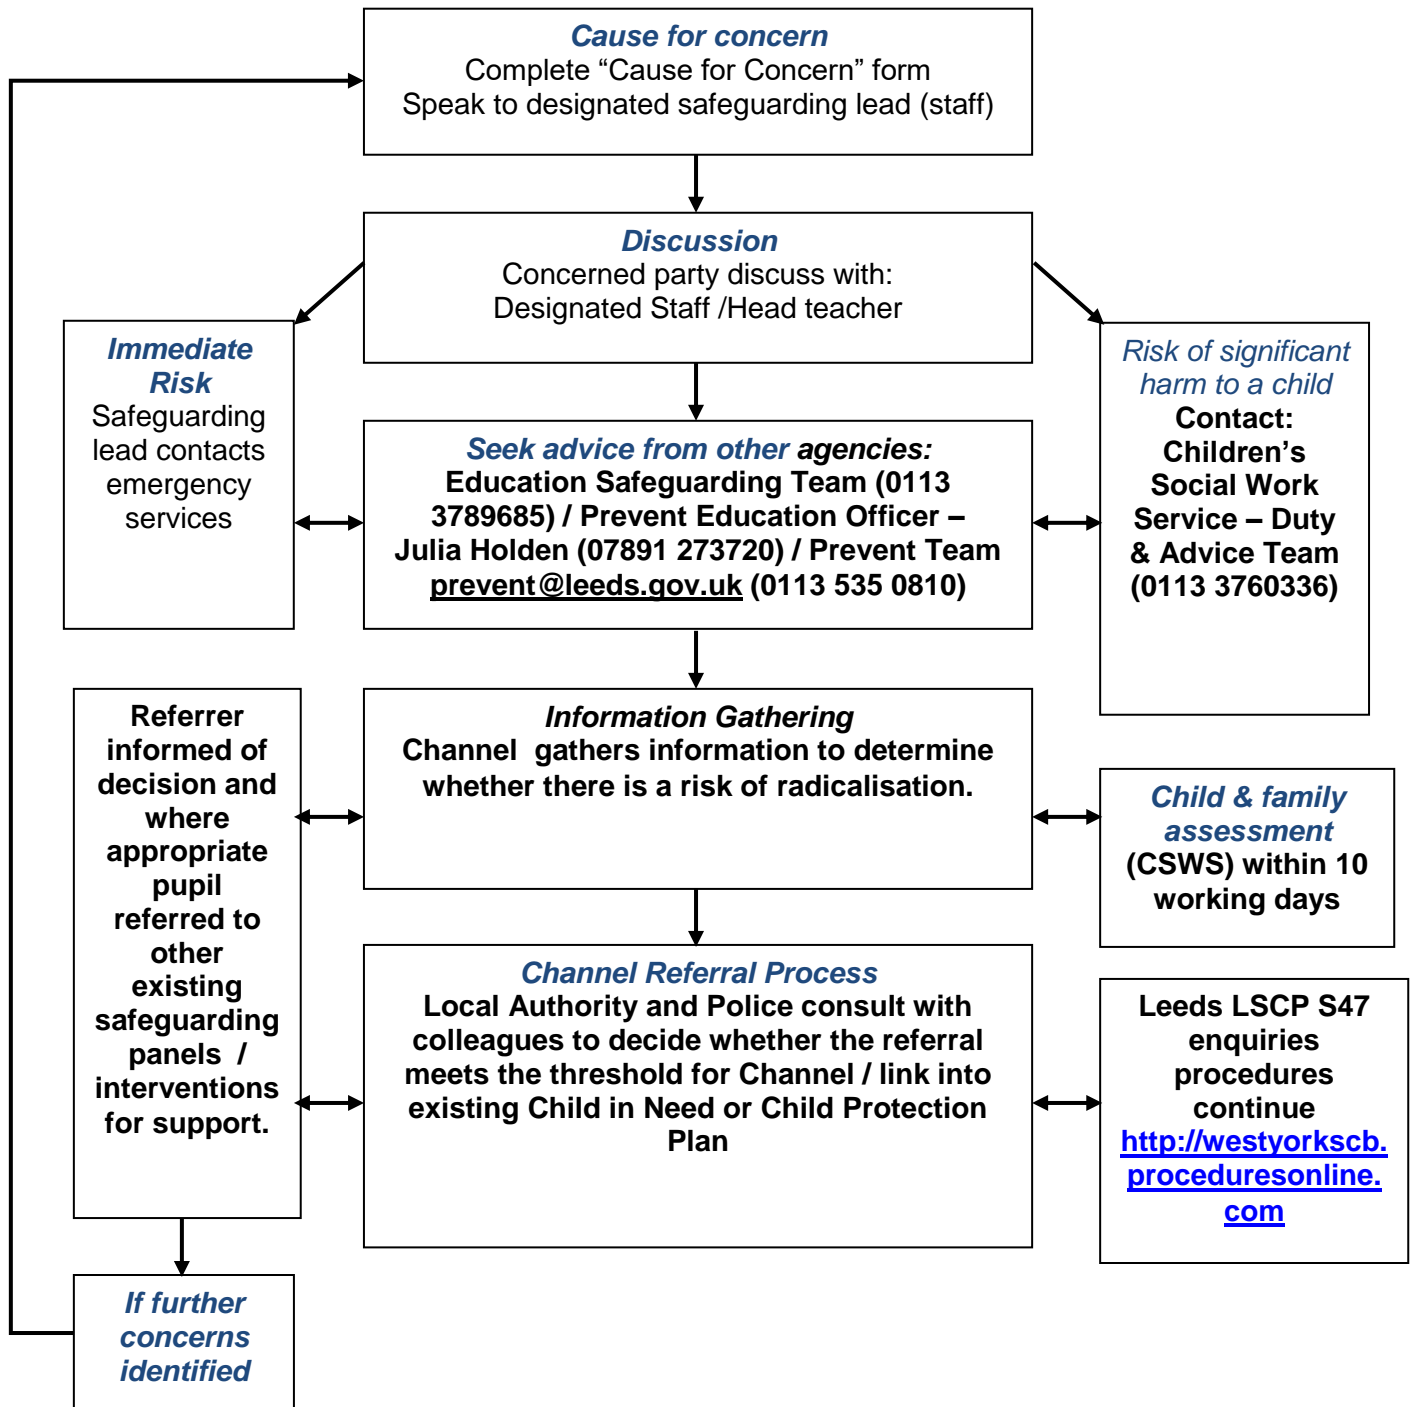 Cause for concern
Complete “Cause for Concern” form
Speak to designated safeguarding lead (staff)
Discussion
Concerned party discuss with:
Designated Staff /Head teacher
Immediate
Risk
Safeguarding
lead contacts
emergency
services
Seek advice from other agencies:
Education Safeguarding Team (0113
3789685) / Prevent Education Officer –
Julia Holden (07891 273720) / Prevent Team
prevent@leeds.gov.uk (0113 535 0810)
Risk of significant
harm to a child
Contact:
Children’s
Social Work
Service – Duty
& Advice Team
(0113 3760336)
Referrer
informed of
decision and
where
appropriate
pupil
referred to
other
existing
safeguarding
panels /
interventions
for support.
Information Gathering
Channel  gathers information to determine
whether there is a risk of radicalisation.
Child & family
assessment
(CSWS) within 10
working days
Channel Referral Process
Local Authority and Police consult with
colleagues to decide whether the referral
meets the threshold for Channel / link into
existing Child in Need or Child Protection
Plan
Leeds LSCP S47
enquiries
procedures
continue
http://westyorkscb.
proceduresonline.
com
If further
concerns
identified